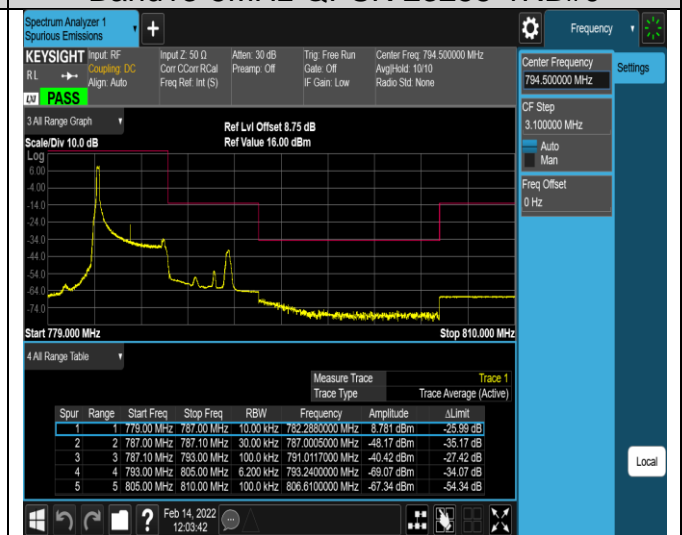 Band13 5MHz QPSK 23205 1RB#0
Spectrum Analyzer 1
Spurious Emissions
+
Frequency
KEYSIGHT
Input: RF
Coupling: DC
Align: Auto
R L
LXI
PASS
Input Z: 50 Ω
Corr CCorr RCal
Freq Ref: Int (S)
Atten: 30 dB
Preamp: Off
Trig: Free Run
Gate: Off
IF Gain: Low
Center Freq: 794.500000 MHz
Avg|Hold: 10/10
Radio Std: None
Center Frequency
794.500000 MHz
Settings
CF Step
3.100000 MHz
Auto
Man
Freq Offset
0 Hz
Local
3 All Range Graph
Scale/Div 10.0 dB
Ref Lvl Offset 8.75 dB
Ref Value 16.00 dBm
Log
6.00
-4.00
-14.0
-24.0
-34.0
-44.0
-54.0
-64.0
-74.0
Start 779.000 MHz
Stop 810.000 MHz
4 All Range Table
Measure Trace Trace 1
Trace Type Trace Average (Active)
Spur Range Start Freq Stop Freq RBW Frequency Amplitude ΔLimit
1 1 779.00 MHz 787.00 MHz 10.00 kHz 782.2880000 MHz 8.781 dBm -25.99 dB
2 2 787.00 MHz 787.10 MHz 30.00 kHz 787.0005000 MHz -48.17 dBm -35.17 dB
3 3 787.10 MHz 793.00 MHz 100.0 kHz 791.0117000 MHz -40.42 dBm -27.42 dB
4 4 793.00 MHz 805.00 MHz 6.200 kHz 793.2400000 MHz -69.07 dBm -34.07 dB
5 5 805.00 MHz 810.00 MHz 100.0 kHz 806.6100000 MHz -67.34 dBm -54.34 dB
?
Feb 14, 2022
12:03:42